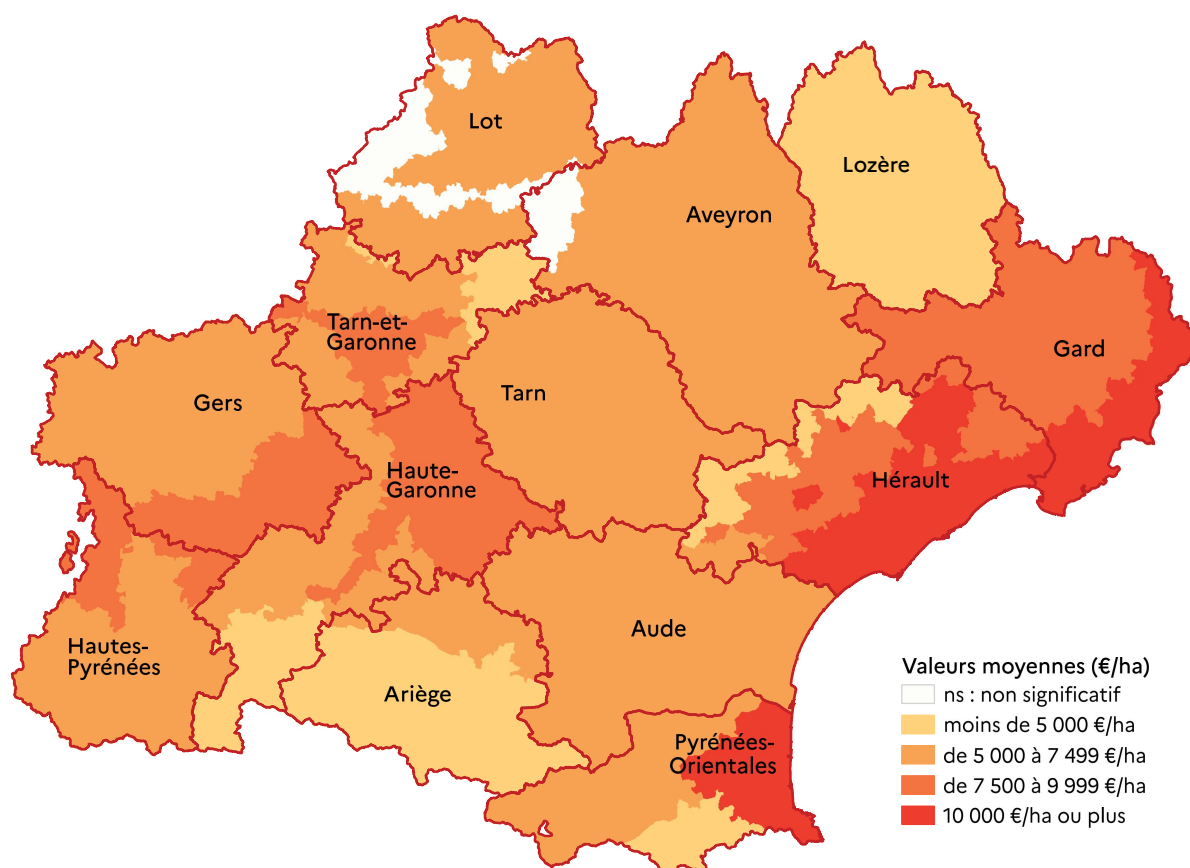 Lot
Lozère
Aveyron
Tarn-et-
Garonne
Gard
Tarn
Gers
Haute-
Garonne
Hérault
Aude
Hautes-
Pyrénées
Ariège
Pyrénées-
Orientales
Valeurs moyennes (€/ha)
ns : non significatif
moins de 5 000 €/ha
de 5 000 à 7 499 €/ha
de 7 500 à 9 999 €/ha
10 000 €/ha ou plus